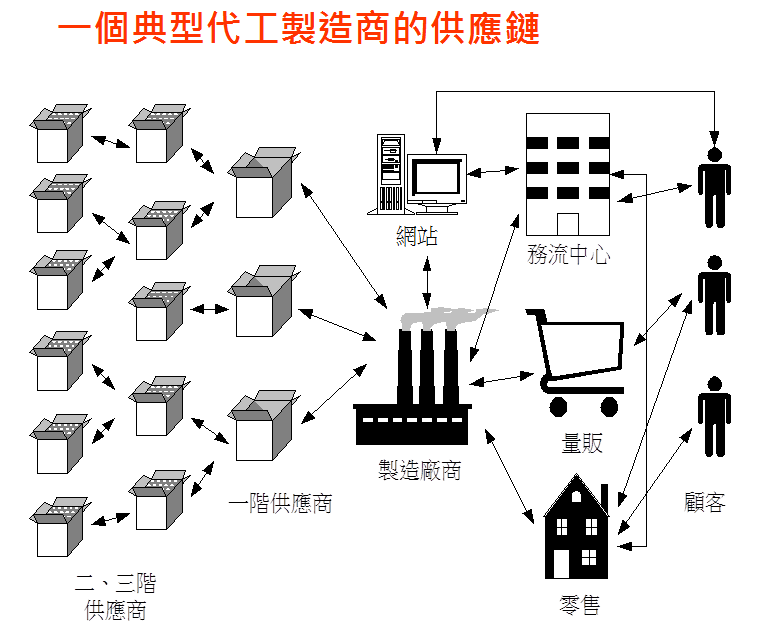 一個典型代工製造商的供應鏈
網站
務流中心
量販
製造廠商
顧客
一階供應商
二、三階
供應商
零售